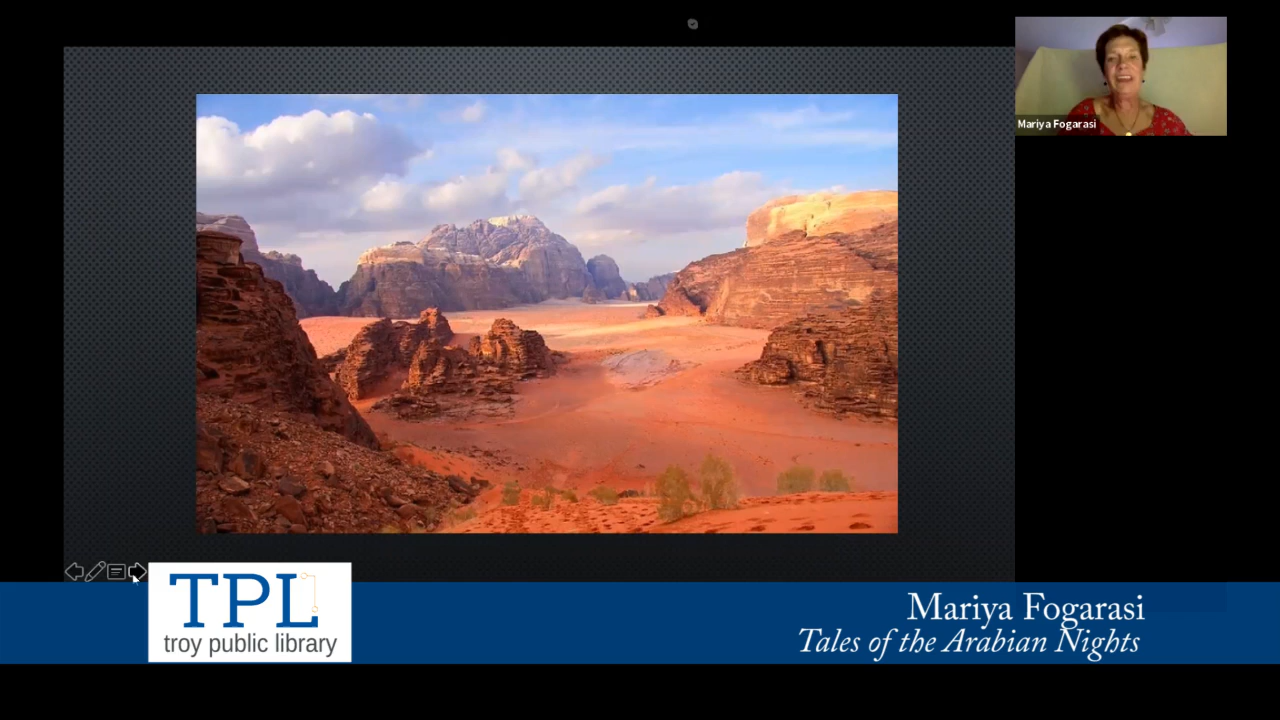 Mariya Fogarasi
TPL
troy public library
Mariya Fogarasi
Tales of the Arabian Nights